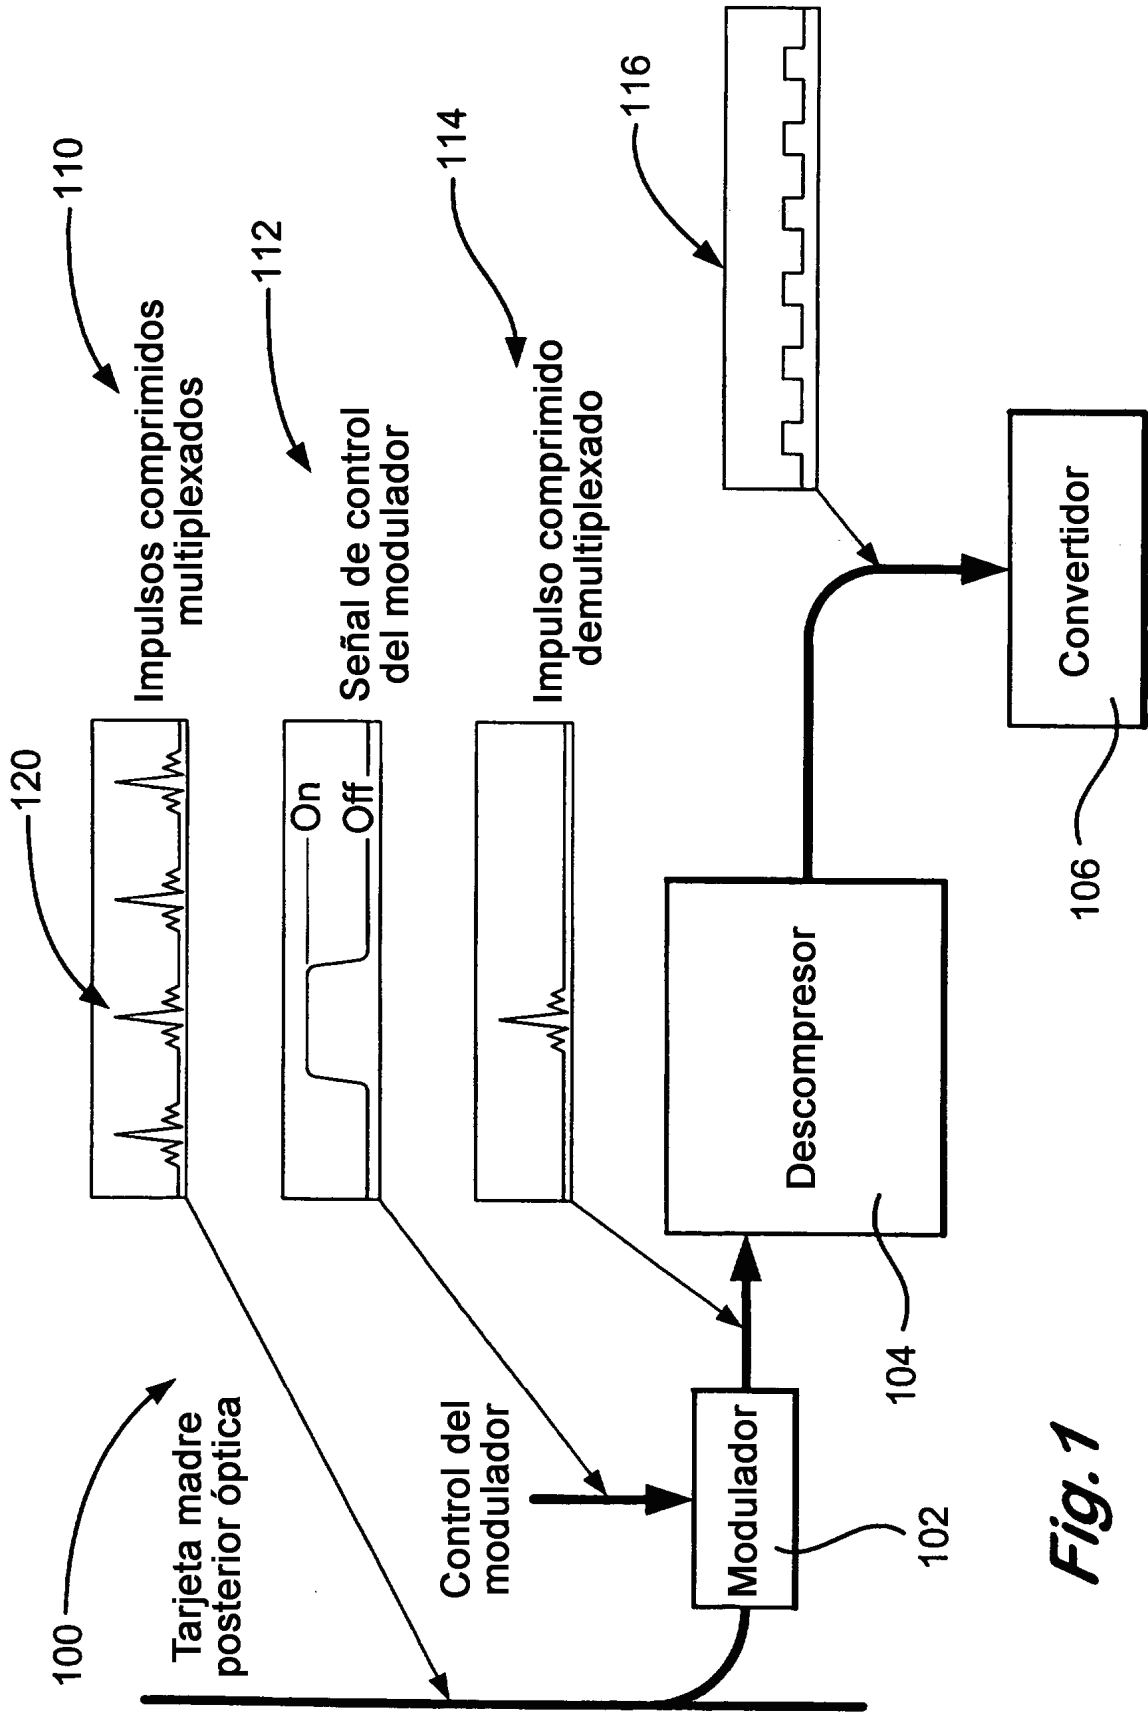 100
Tarjeta madre
posterior óptica
120
Impulsos comprimidos
multiplexados
110
On
Off
Señal de control
del modulador
112
Control del
modulador
Impulso comprimido
demultiplexado
114
116
Modulador
102
Descompresor
104
Convertidor
106
Fig. 1